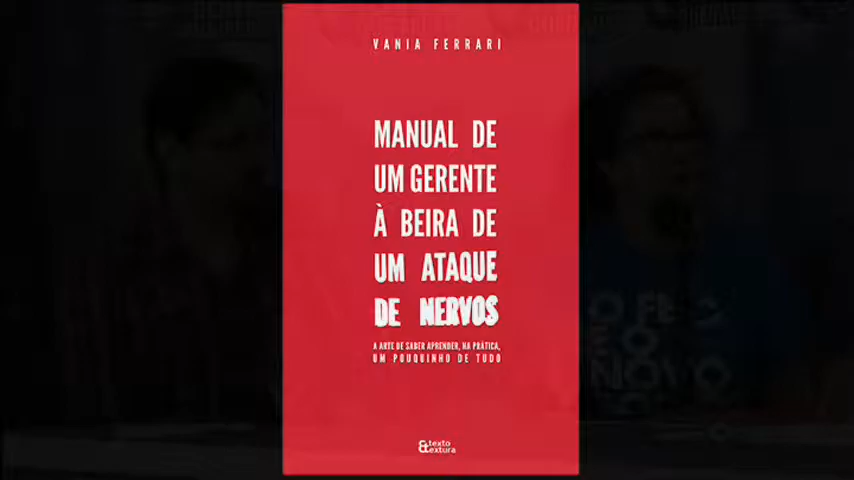 VANIA FERRARI
MANUAL DE
UM GERENTE
À BEIRA DE
UM ATAQUE
DE NERVOS
A ARTE DE SABER APRENDER, NA PRÁTICA,
UM POUQUINHO DE TUDO
&texto
extura